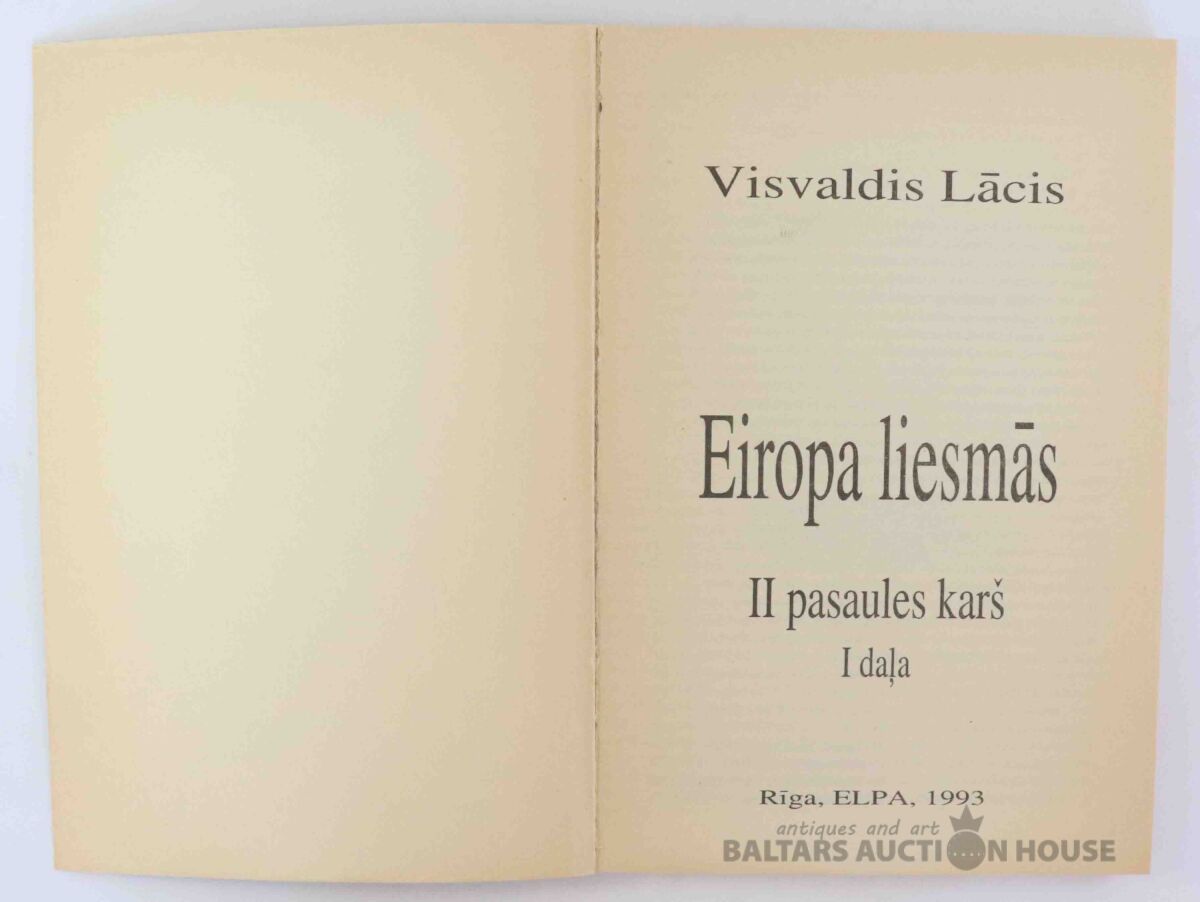 Visvaldis Lācis
Eiropa liesmās
II pasaules karš
I daļa
Rīga, ELPA, 1993
antiques and art
BALTARS AUCTION HOUSE